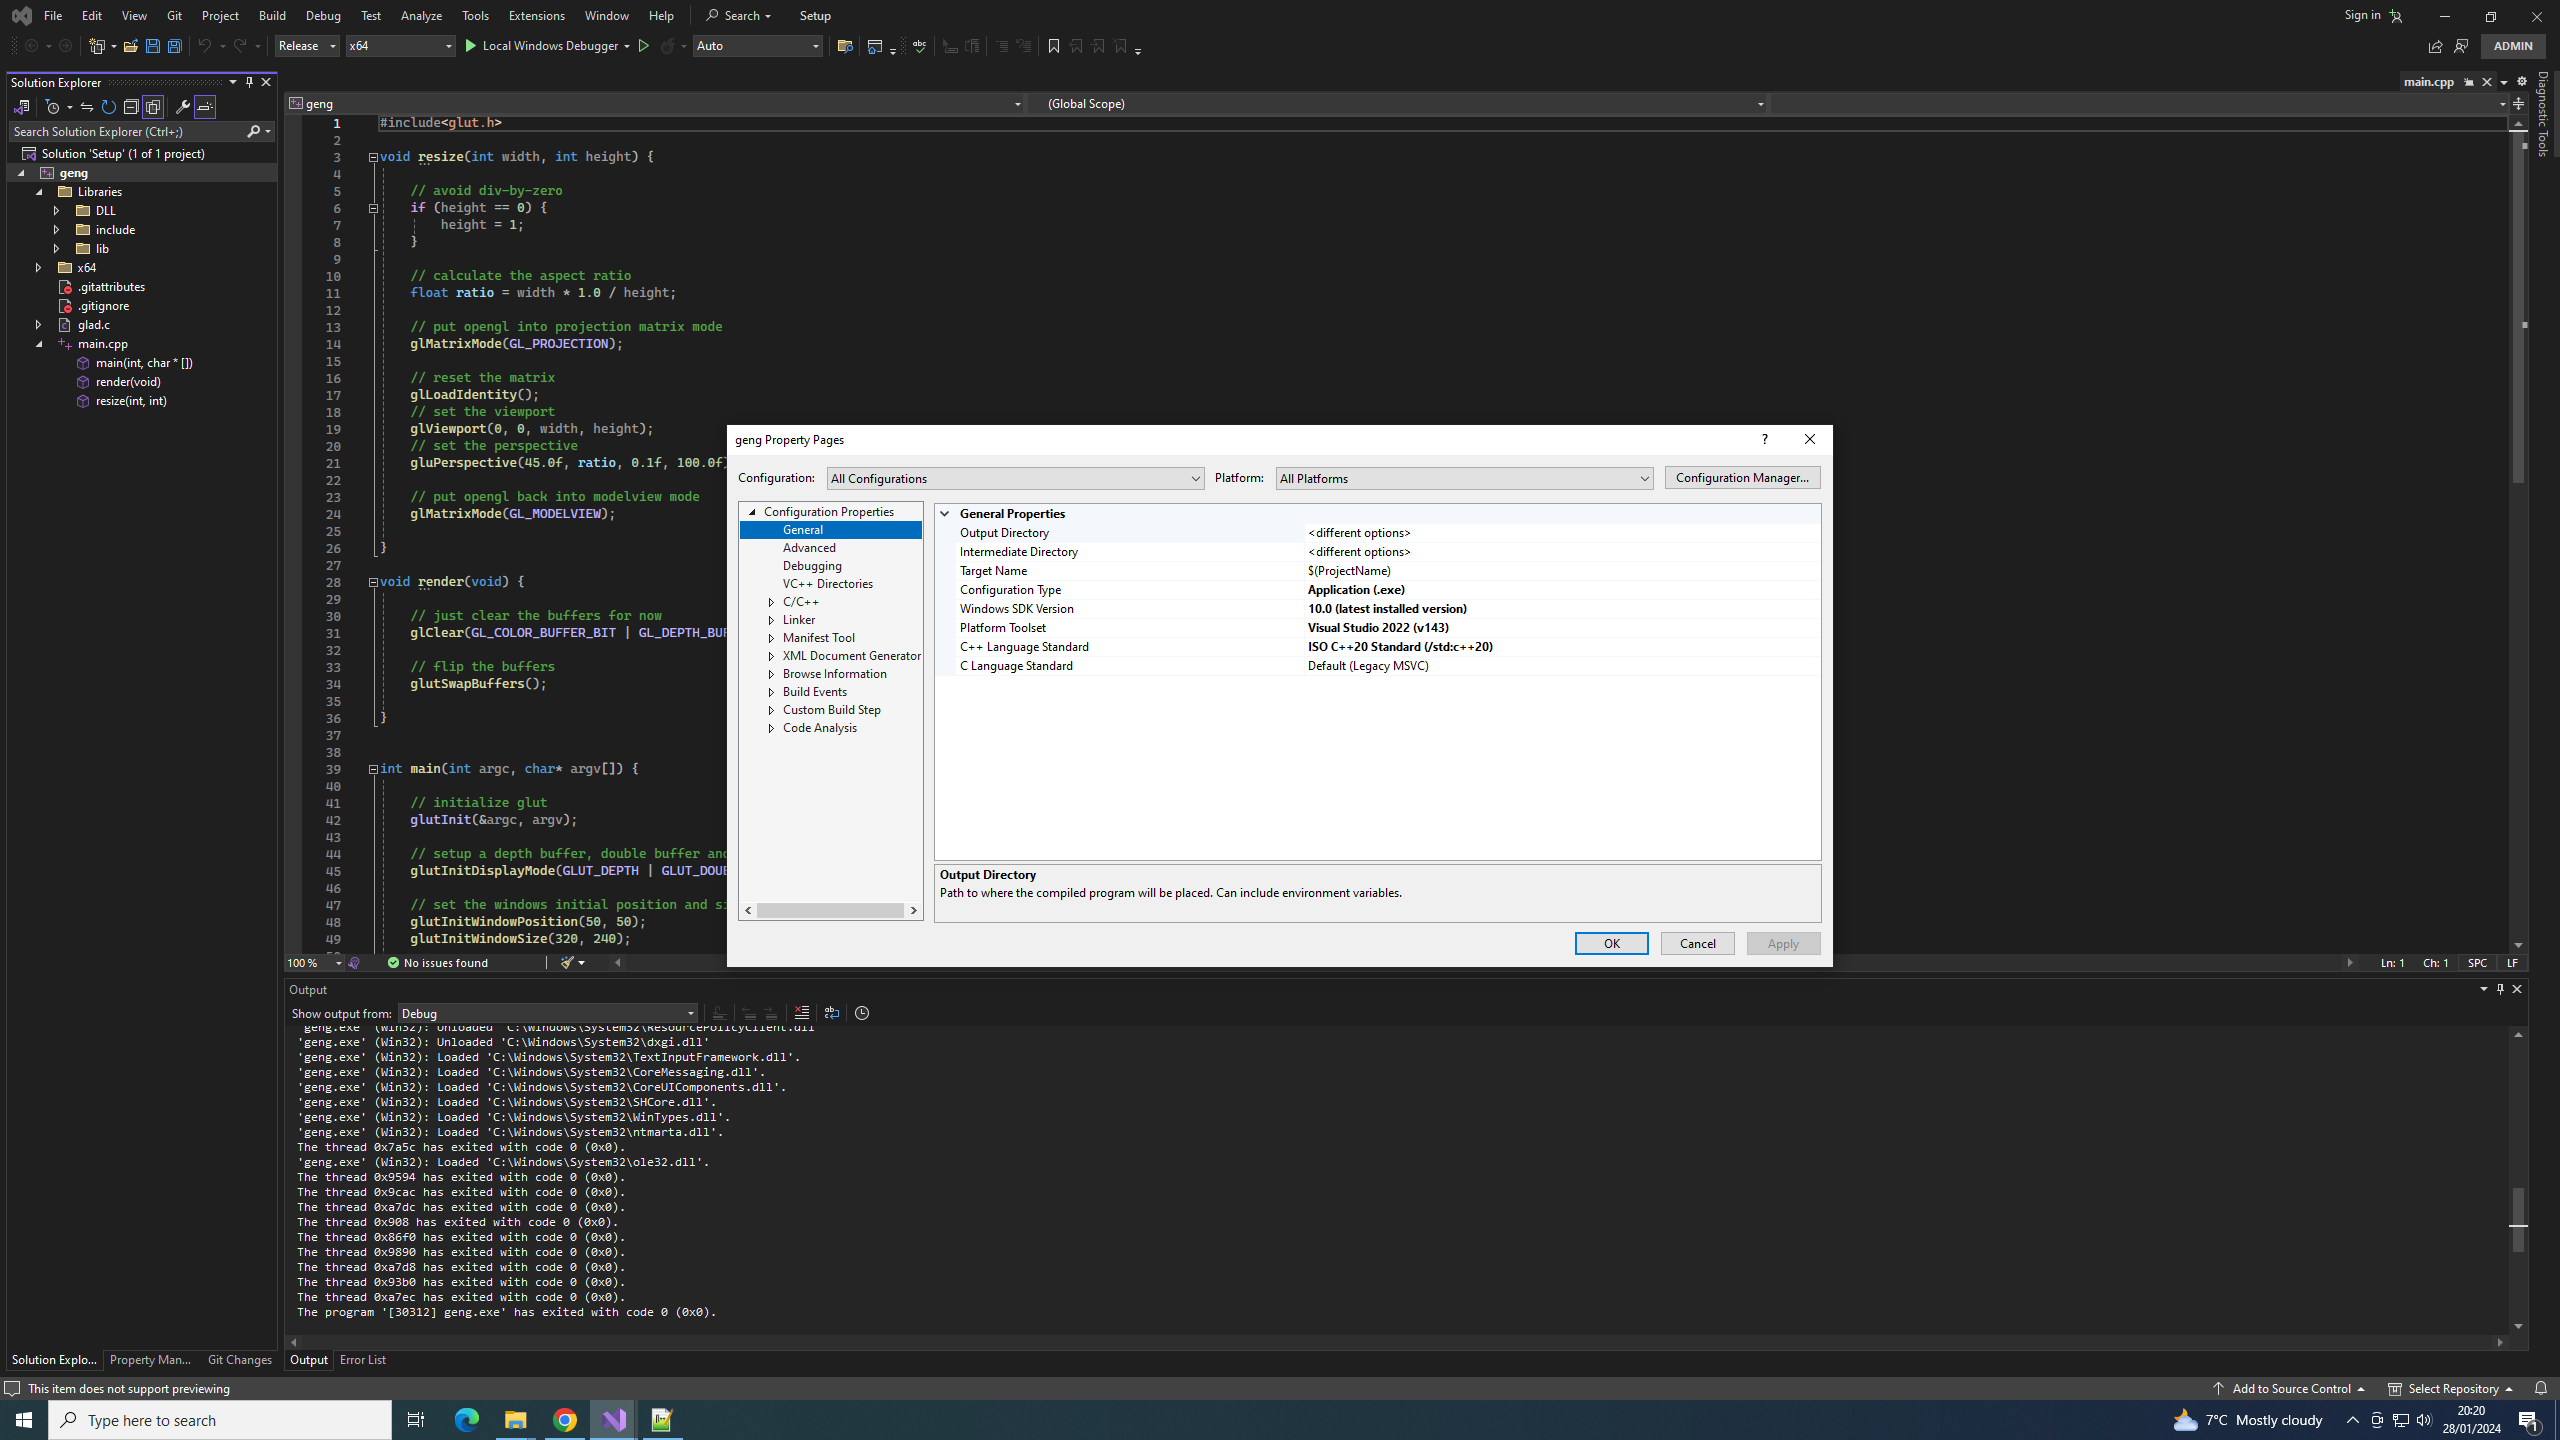 File Edit View Git Project Build Debug Test Analyze Tools Extensions Window Help Search Setup Sign in
Release x64 Local Windows Debugger Auto ADMIN
Solution Explorer
Search Solution Explorer (Ctrl+;)
Solution 'Setup' (1 of 1 project)
geng
Libraries
DLL
include
lib
x64
.gitattributes
.gitignore
glad.c
main.cpp
main(int, char * [])
render(void)
resize(int, int)
main.cpp
Diagnostic Tools
geng (Global Scope)
1 #include<glut.h>
2
3 void resize(int width, int height) {
4
5 // avoid div-by-zero
6 if (height == 0) {
7 height = 1;
8 }
9
10 // calculate the aspect ratio
11 float ratio = width * 1.0 / height;
12
13 // put opengl into projection matrix mode
14 glMatrixMode(GL_PROJECTION);
15
16 // reset the matrix
17 glLoadIdentity();
18 // set the viewport
19 glViewport(0, 0, width, height);
20 // set the perspective
21 gluPerspective(45.0f, ratio, 0.1f, 100.0f)
22
23 // put opengl back into modelview mode
24 glMatrixMode(GL_MODELVIEW);
25
26 }
27
28 void render(void) {
29
30 // just clear the buffers for now
31 glClear(GL_COLOR_BUFFER_BIT | GL_DEPTH_BUF
32
33 // flip the buffers
34 glutSwapBuffers();
35
36 }
37
38
39 int main(int argc, char* argv[]) {
40
41 // initialize glut
42 glutInit(&argc, argv);
43
44 // setup a depth buffer, double buffer and
45 glutInitDisplayMode(GLUT_DEPTH | GLUT_DOUB
46
47 // set the windows initial position and si
48 glutInitWindowPosition(50, 50);
49 glutInitWindowSize(320, 240);
100 % No issues found Ln: 1 Ch: 1 SPC LF
geng Property Pages ?
Configuration: All Configurations Platform: All Platforms Configuration Manager...
Configuration Properties
General
Advanced
Debugging
VC++ Directories
C/C++
Linker
Manifest Tool
XML Document Generator
Browse Information
Build Events
Custom Build Step
Code Analysis
General Properties
Output Directory <different options>
Intermediate Directory <different options>
Target Name $(ProjectName)
Configuration Type Application (.exe)
Windows SDK Version 10.0 (latest installed version)
Platform Toolset Visual Studio 2022 (v143)
C++ Language Standard ISO C++20 Standard (/std:c++20)
C Language Standard Default (Legacy MSVC)
Output Directory
Path to where the compiled program will be placed. Can include environment variables.
OK Cancel Apply
Output
Show output from: Debug
'geng.exe' (Win32): Unloaded 'C:\Windows\System32\ResourcePolicyClient.dll'
'geng.exe' (Win32): Unloaded 'C:\Windows\System32\dxgi.dll'
'geng.exe' (Win32): Loaded 'C:\Windows\System32\TextInputFramework.dll'.
'geng.exe' (Win32): Loaded 'C:\Windows\System32\CoreMessaging.dll'.
'geng.exe' (Win32): Loaded 'C:\Windows\System32\CoreUIComponents.dll'.
'geng.exe' (Win32): Loaded 'C:\Windows\System32\SHCore.dll'.
'geng.exe' (Win32): Loaded 'C:\Windows\System32\WinTypes.dll'.
'geng.exe' (Win32): Loaded 'C:\Windows\System32\ntmarta.dll'.
The thread 0x7a5c has exited with code 0 (0x0).
'geng.exe' (Win32): Loaded 'C:\Windows\System32\ole32.dll'.
The thread 0x9594 has exited with code 0 (0x0).
The thread 0x9cac has exited with code 0 (0x0).
The thread 0xa7dc has exited with code 0 (0x0).
The thread 0x908 has exited with code 0 (0x0).
The thread 0x86f0 has exited with code 0 (0x0).
The thread 0x9890 has exited with code 0 (0x0).
The thread 0xa7d8 has exited with code 0 (0x0).
The thread 0x93b0 has exited with code 0 (0x0).
The thread 0xa7ec has exited with code 0 (0x0).
The program '[30312] geng.exe' has exited with code 0 (0x0).
Solution Explo... Property Man... Git Changes Output Error List
This item does not support previewing Add to Source Control Select Repository
Type here to search 7°C Mostly cloudy 20:20
28/01/2024 1